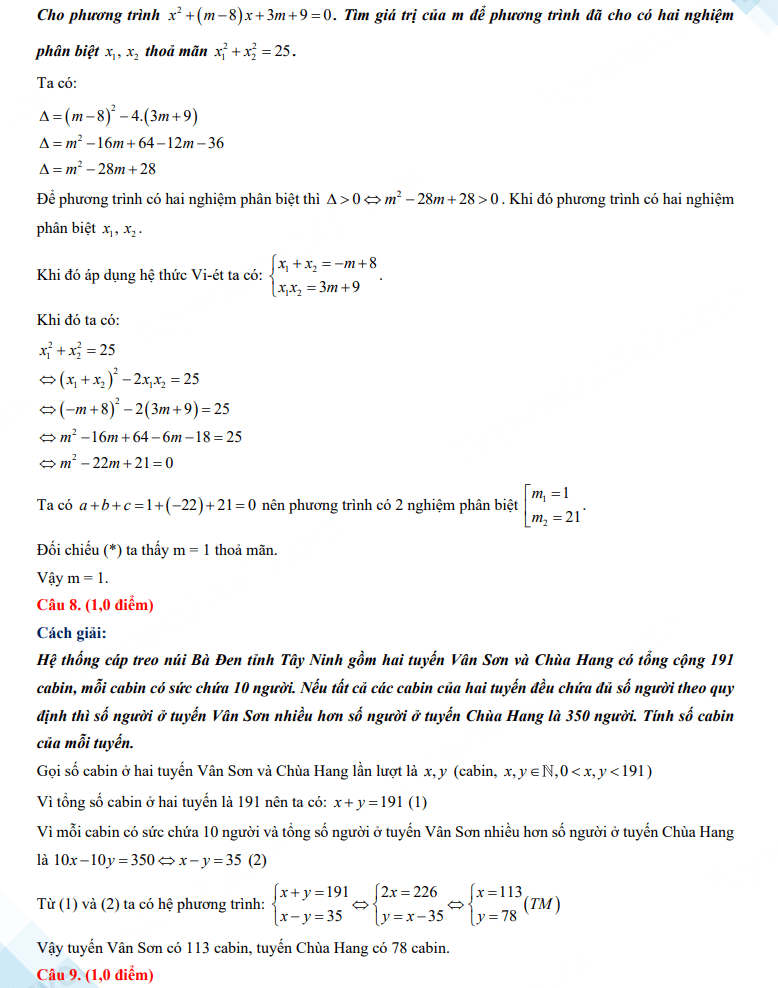 Cho phương trình x² + (m − 8)x + 3m + 9 = 0. Tìm giá trị của m để phương trình đã cho có hai nghiệm
phân biệt x₁, x₂ thoả mãn x₁² + x₂² = 25.
Ta có:
Δ = (m − 8)² − 4.(3m + 9)
Δ = m² − 16m + 64 − 12m − 36
Δ = m² − 28m + 28
Để phương trình có hai nghiệm phân biệt thì Δ > 0 ⇔ m² − 28m + 28 > 0. Khi đó phương trình có hai nghiệm
phân biệt x₁, x₂.
Khi đó áp dụng hệ thức Vi-ét ta có: { x₁ + x₂ = −m + 8
x₁x₂ = 3m + 9 .
Khi đó ta có:
x₁² + x₂² = 25
⇔ (x₁ + x₂)² − 2x₁x₂ = 25
⇔ (−m + 8)² − 2(3m + 9) = 25
⇔ m² − 16m + 64 − 6m − 18 = 25
⇔ m² − 22m + 21 = 0
Ta có a + b + c = 1 + (−22) + 21 = 0 nên phương trình có 2 nghiệm phân biệt [ m₁ = 1
m₂ = 21 .
Đối chiếu (*) ta thấy m = 1 thoả mãn.
Vậy m = 1.
Câu 8. (1,0 điểm)
Cách giải:
Hệ thống cáp treo núi Bà Đen tỉnh Tây Ninh gồm hai tuyến Vân Sơn và Chùa Hang có tổng cộng 191
cabin, mỗi cabin có sức chứa 10 người. Nếu tất cả các cabin của hai tuyến đều chứa đủ số người theo quy
định thì số người ở tuyến Vân Sơn nhiều hơn số người ở tuyến Chùa Hang là 350 người. Tính số cabin
của mỗi tuyến.
Gọi số cabin ở hai tuyến Vân Sơn và Chùa Hang lần lượt là x, y (cabin, x, y ∈ ℕ, 0 < x, y < 191)
Vì tổng số cabin ở hai tuyến là 191 nên ta có: x + y = 191 (1)
Vì mỗi cabin có sức chứa 10 người và tổng số người ở tuyến Vân Sơn nhiều hơn số người ở tuyến Chùa Hang
là 10x − 10y = 350 ⇔ x − y = 35 (2)
Từ (1) và (2) ta có hệ phương trình: { x + y = 191 ⇔ { 2x = 226 ⇔ { x = 113
x − y = 35 y = x − 35 y = 78 (TM)
Vậy tuyến Vân Sơn có 113 cabin, tuyến Chùa Hang có 78 cabin.
Câu 9. (1,0 điểm)